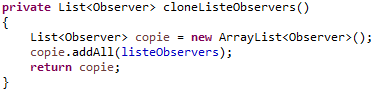 private List<Observer> cloneListeObservers()
{
    List<Observer> copie = new ArrayList<Observer>();
    copie.addAll(listeObservers);
    return copie;
}